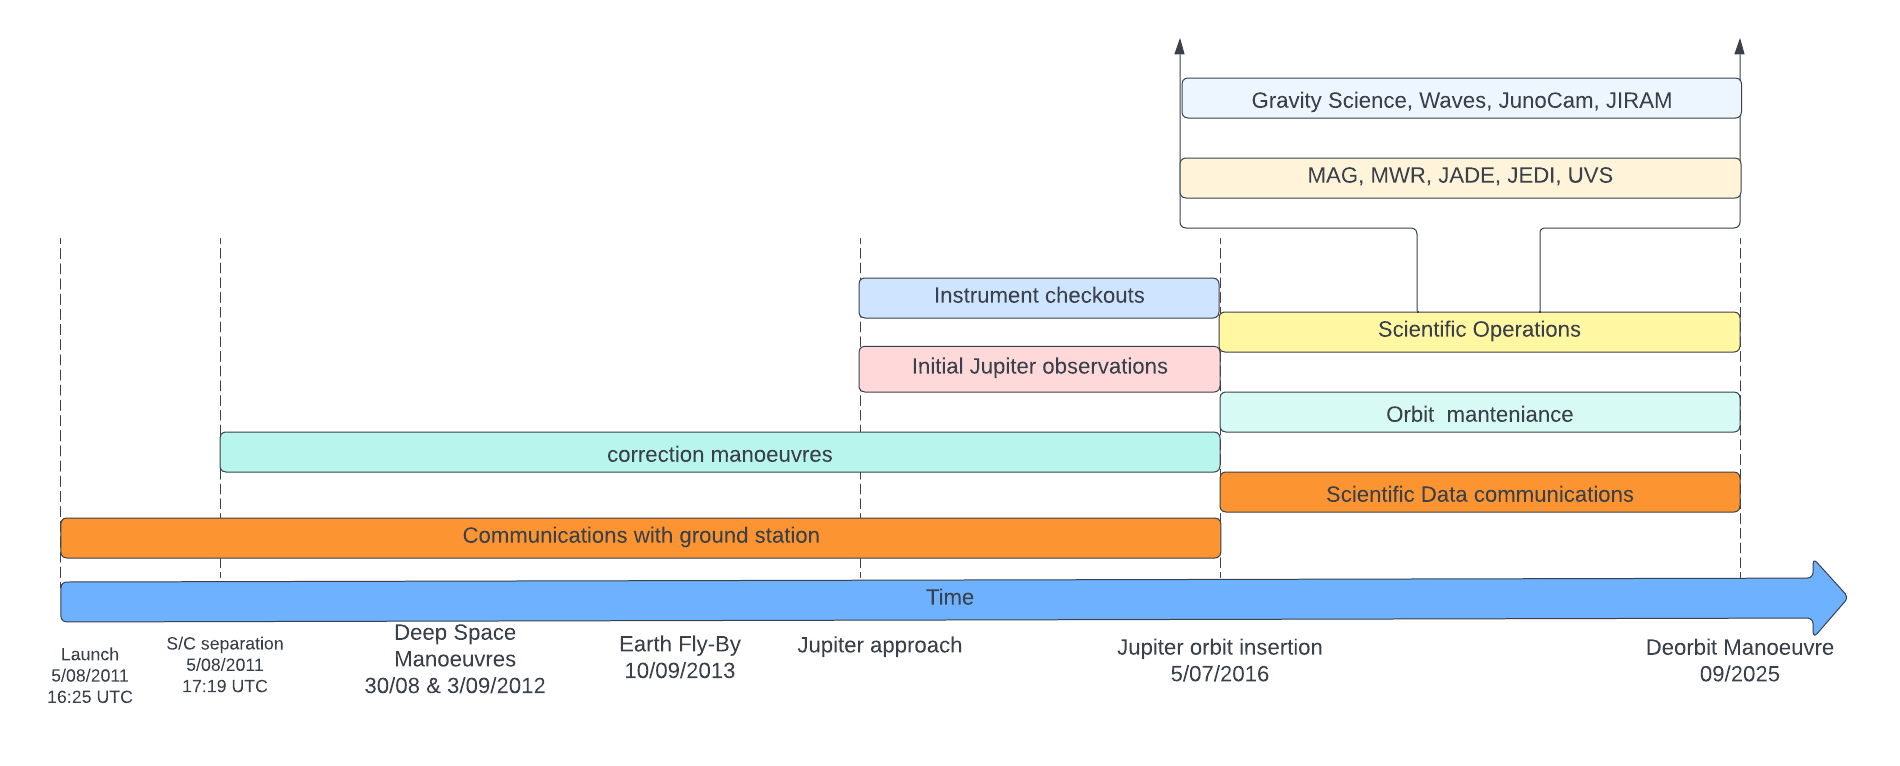 Gravity Science, Waves, JunoCam, JIRAM
MAG, MWR, JADE, JEDI, UVS
Instrument checkouts
Scientific Operations
Initial Jupiter observations
Orbit  manteniance
correction manoeuvres
Scientific Data communications
Communications with ground station
Time
Launch
5/08/2011
16:25 UTC
S/C separation
5/08/2011
17:19 UTC
Deep Space
Manoeuvres
30/08 & 3/09/2012
Earth Fly-By
10/09/2013
Jupiter approach
Jupiter orbit insertion
5/07/2016
Deorbit Manoeuvre
09/2025